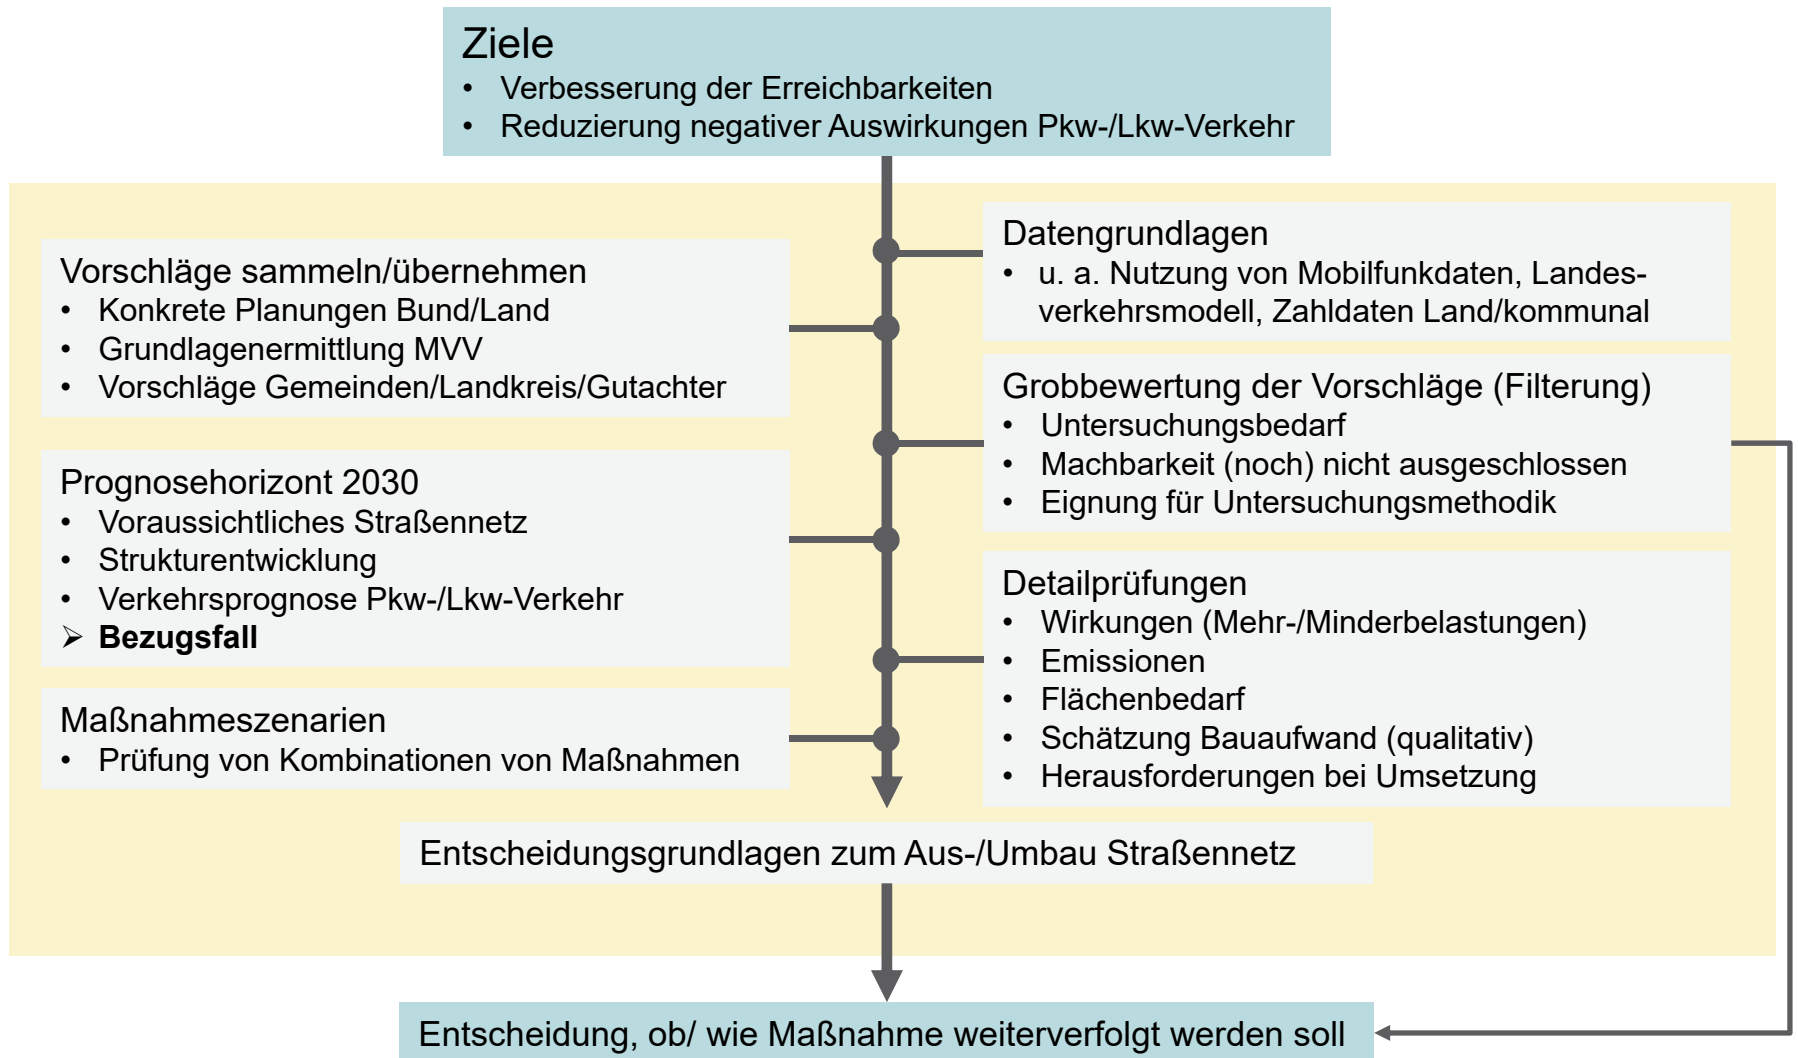 Ziele
• Verbesserung der Erreichbarkeiten
• Reduzierung negativer Auswirkungen Pkw-/Lkw-Verkehr
Datengrundlagen
• u. a. Nutzung von Mobilfunkdaten, Landes-
verkehrsmodell, Zahldaten Land/kommunal
Vorschläge sammeln/übernehmen
• Konkrete Planungen Bund/Land
• Grundlagenermittlung MVV
• Vorschläge Gemeinden/Landkreis/Gutachter
Grobbewertung der Vorschläge (Filterung)
• Untersuchungsbedarf
• Machbarkeit (noch) nicht ausgeschlossen
• Eignung für Untersuchungsmethodik
Prognosehorizont 2030
• Voraussichtliches Straßennetz
• Strukturentwicklung
• Verkehrsprognose Pkw-/Lkw-Verkehr
➢ Bezugsfall
Detailprüfungen
• Wirkungen (Mehr-/Minderbelastungen)
• Emissionen
• Flächenbedarf
• Schätzung Bauaufwand (qualitativ)
• Herausforderungen bei Umsetzung
Maßnahmeszenarien
• Prüfung von Kombinationen von Maßnahmen
Entscheidungsgrundlagen zum Aus-/Umbau Straßennetz
Entscheidung, ob/ wie Maßnahme weiterverfolgt werden soll